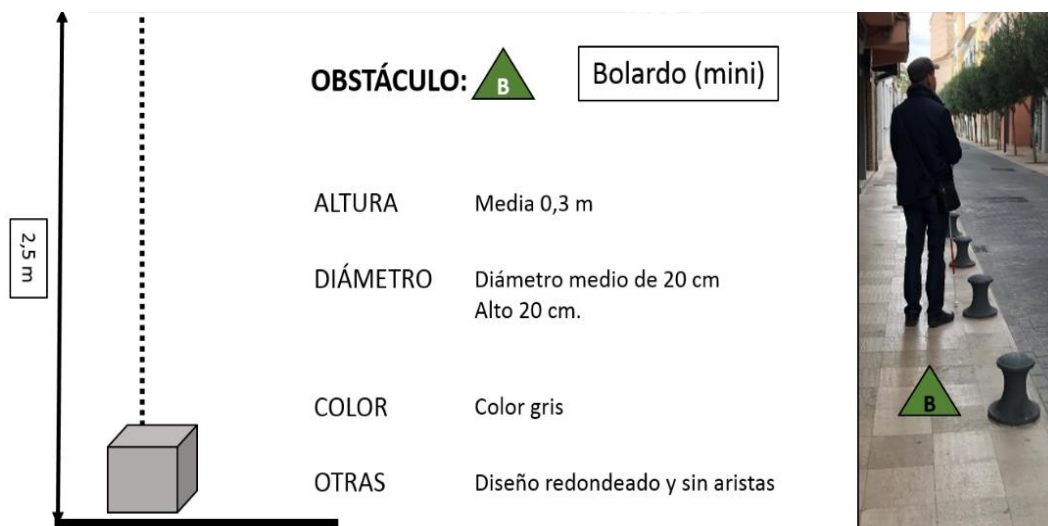 OBSTÁCULO: B
Bolardo (mini)
2,5 m
ALTURA Media 0,3 m
DIÁMETRO Diámetro medio de 20 cm
Alto 20 cm.
COLOR Color gris
OTRAS Diseño redondeado y sin aristas
B